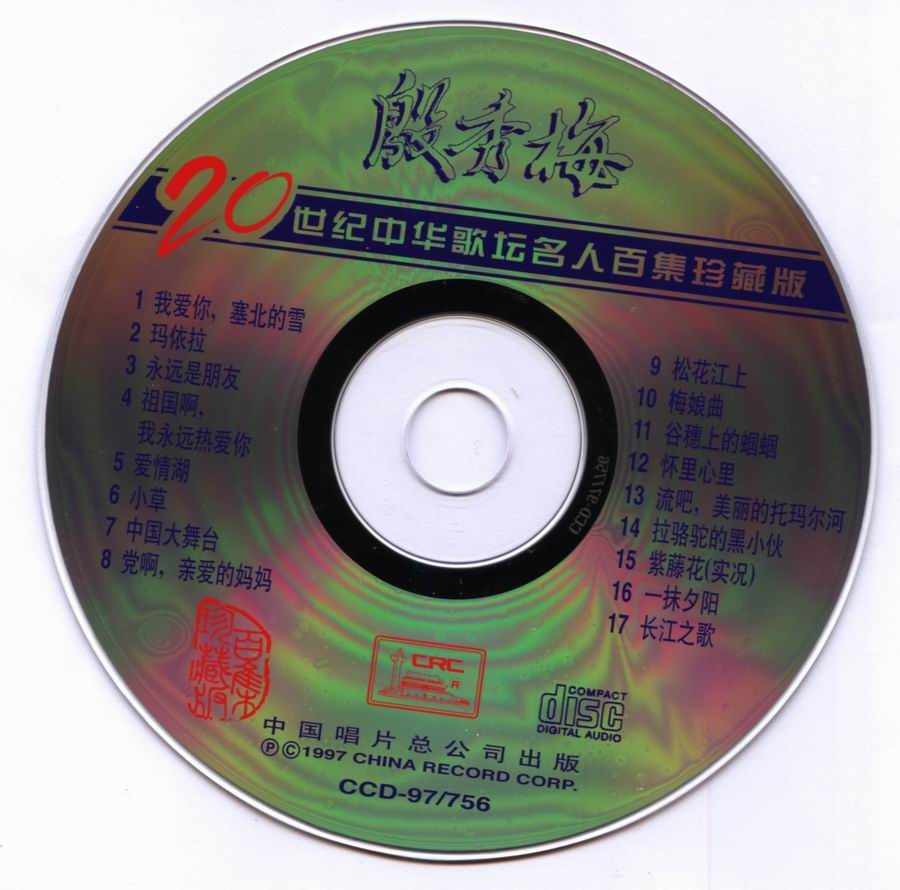 殷秀梅
20世纪中华歌坛名人百集珍藏版
1 我爱你，塞北的雪
2 玛依拉
3 永远是朋友
4 祖国啊，
我永远热爱你
5 爱情湖
6 小草
7 中国大舞台
8 党啊，亲爱的妈妈
9 松花江上
10 梅娘曲
11 谷穗上的蝈蝈
12 怀里心里
13 流吧，美丽的托玛尔河
14 拉骆驼的黑小伙
15 紫藤花(实况)
16 一抹夕阳
17 长江之歌
CCD-97/756
百集
珍藏版
CRC
®
COMPACT
disc
DIGITAL AUDIO
中国唱片总公司出版
ⓅⒸ1997 CHINA RECORD CORP.
CCD-97/756